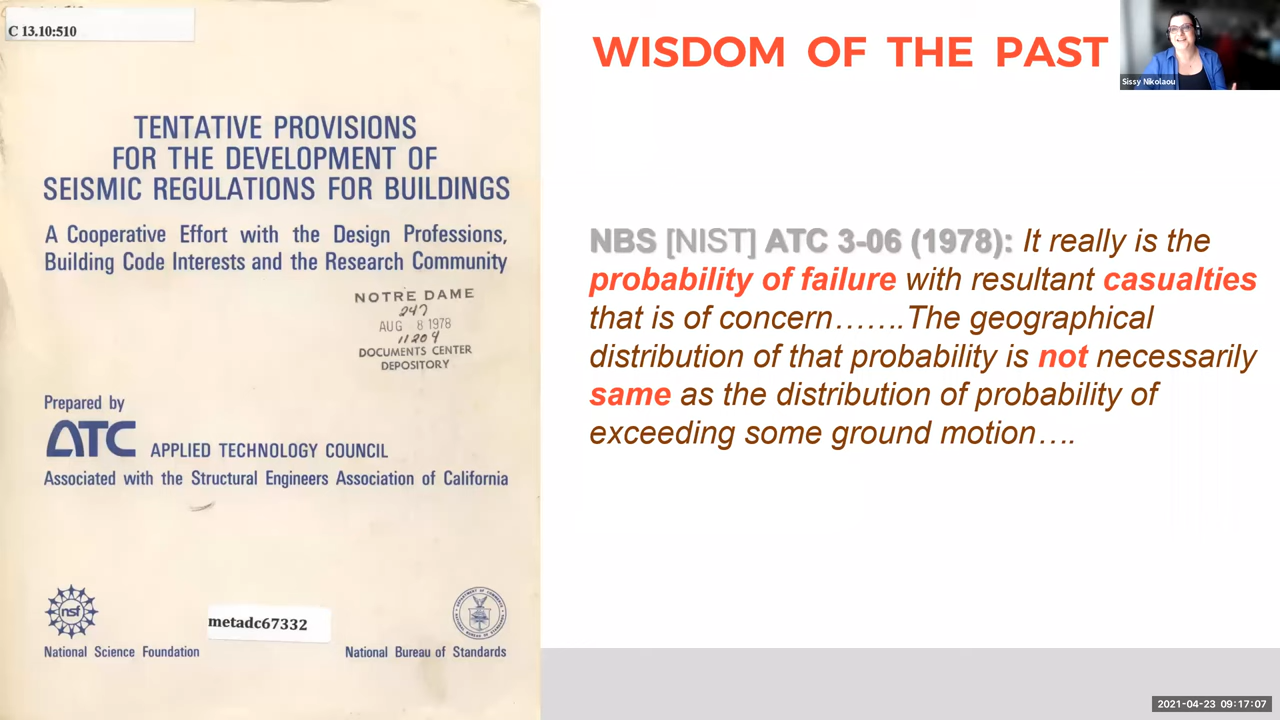 C 13.10:510
TENTATIVE PROVISIONS
FOR THE DEVELOPMENT OF
SEISMIC REGULATIONS FOR BUILDINGS
A Cooperative Effort with the Design Professions,
Building Code Interests and the Research Community
NOTRE DAME
247
AUG 8 1978
11204
DOCUMENTS CENTER
DEPOSITORY
Prepared by
ATC APPLIED TECHNOLOGY COUNCIL
Associated with the Structural Engineers Association of California
nsf
metadc67332
National Science Foundation
National Bureau of Standards
WISDOM OF THE PAST
Sissy Nikolaou
NBS [NIST] ATC 3-06 (1978): It really is the
probability of failure with resultant casualties
that is of concern…….The geographical
distribution of that probability is not necessarily
same as the distribution of probability of
exceeding some ground motion….
2021-04-23 09:17:07